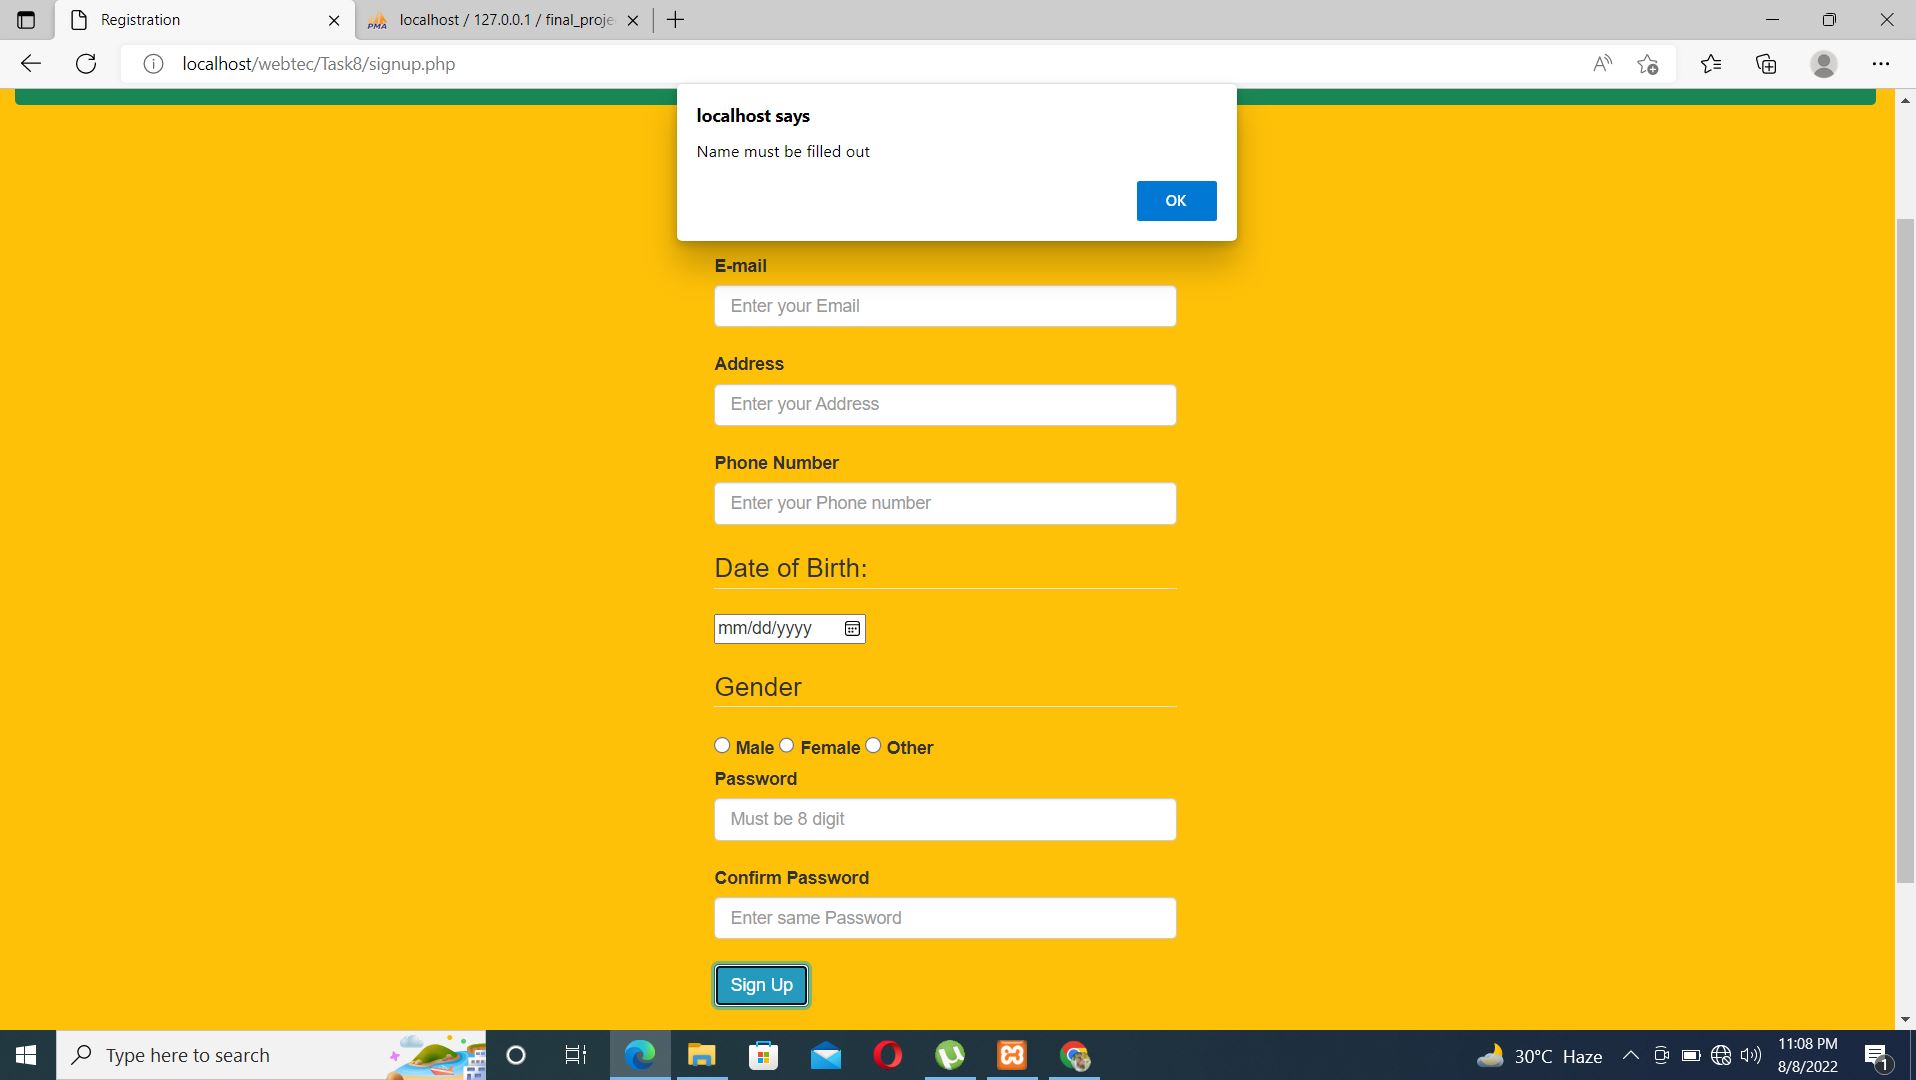 Registration
localhost / 127.0.0.1 / final_proje
localhost/webtec/Task8/signup.php
localhost says
Name must be filled out
OK
E-mail
Enter your Email
Address
Enter your Address
Phone Number
Enter your Phone number
Date of Birth:
mm/dd/yyyy
Gender
Male Female Other
Password
Must be 8 digit
Confirm Password
Enter same Password
Sign Up
Type here to search
30°C Haze
11:08 PM
8/8/2022
1